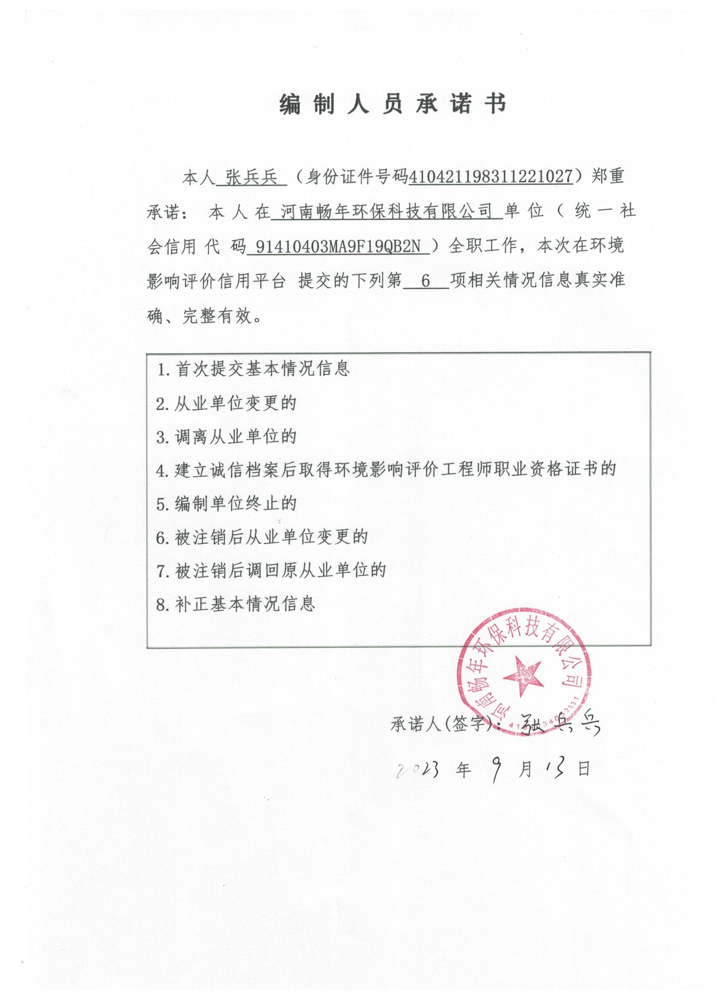 编制人员承诺书
本人 张兵兵 （身份证件号码410421198311221027）郑重
承诺： 本人在 河南畅年环保科技有限公司 单位（统一社
会信用代码 91410403MA9F19QB2N ）全职工作，本次在环境
影响评价信用平台 提交的下列第 6 项相关情况信息真实准
确、完整有效。
1. 首次提交基本情况信息
2. 从业单位变更的
3. 调离从业单位的
4. 建立诚信档案后取得环境影响评价工程师职业资格证书的
5. 编制单位终止的
6. 被注销后从业单位变更的
7. 被注销后调回原从业单位的
8. 补正基本情况信息
河南畅年环保科技有限公司
承诺人(签字)： 张兵兵
2023 年 9 月 13 日